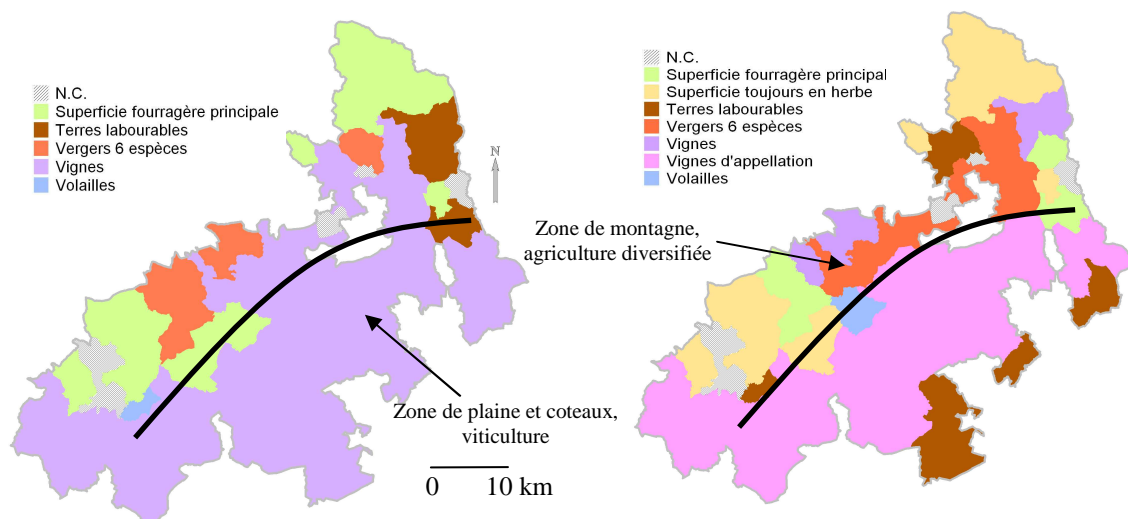 N.C.
Superficie fourragère principale
Terres labourables
Vergers 6 espèces
Vignes
Volailles
N
N.C.
Superficie fourragère principal
Superficie toujours en herbe
Terres labourables
Vergers 6 espèces
Vignes
Vignes d'appellation
Volailles
Zone de montagne,
agriculture diversifiée
Zone de plaine et coteaux,
viticulture
0 10 km